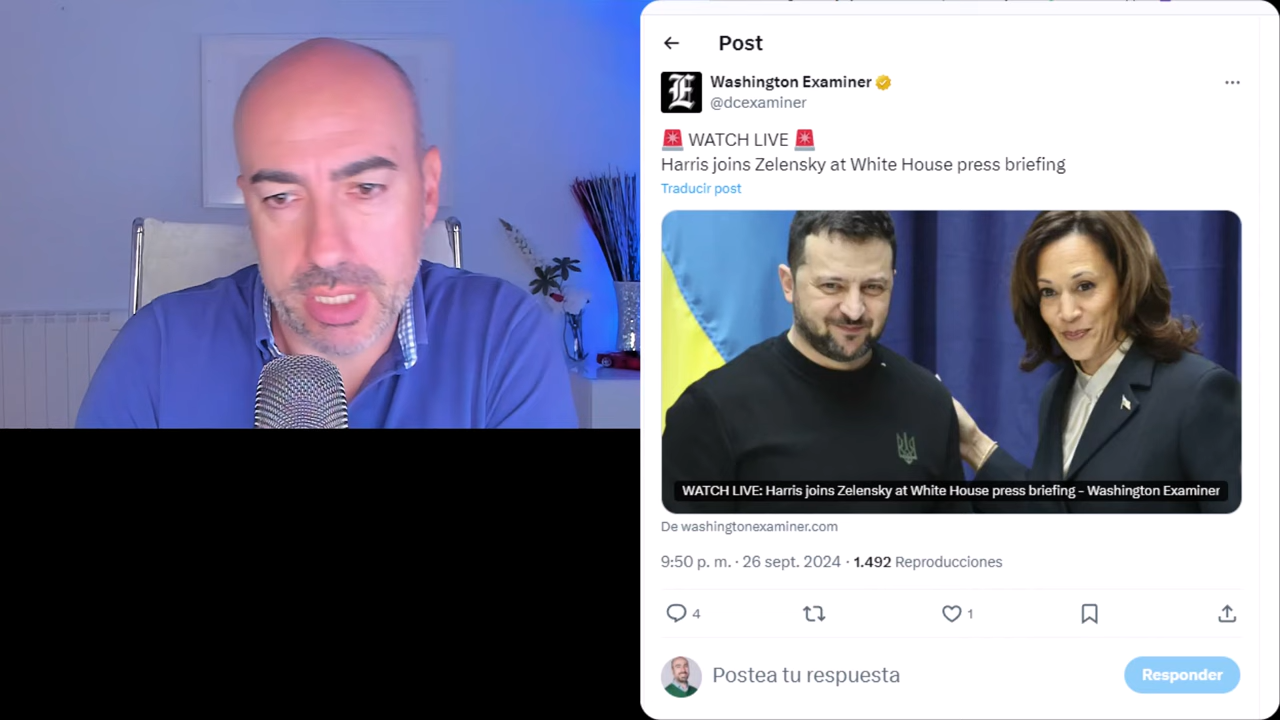 Post
Washington Examiner
@dcexaminer
🚨 WATCH LIVE 🚨
Harris joins Zelensky at White House press briefing
Traducir post
WATCH LIVE: Harris joins Zelensky at White House press briefing - Washington Examiner
De washingtonexaminer.com
9:50 p. m. · 26 sept. 2024 · 1.492 Reproducciones
4
1
Postea tu respuesta
Responder